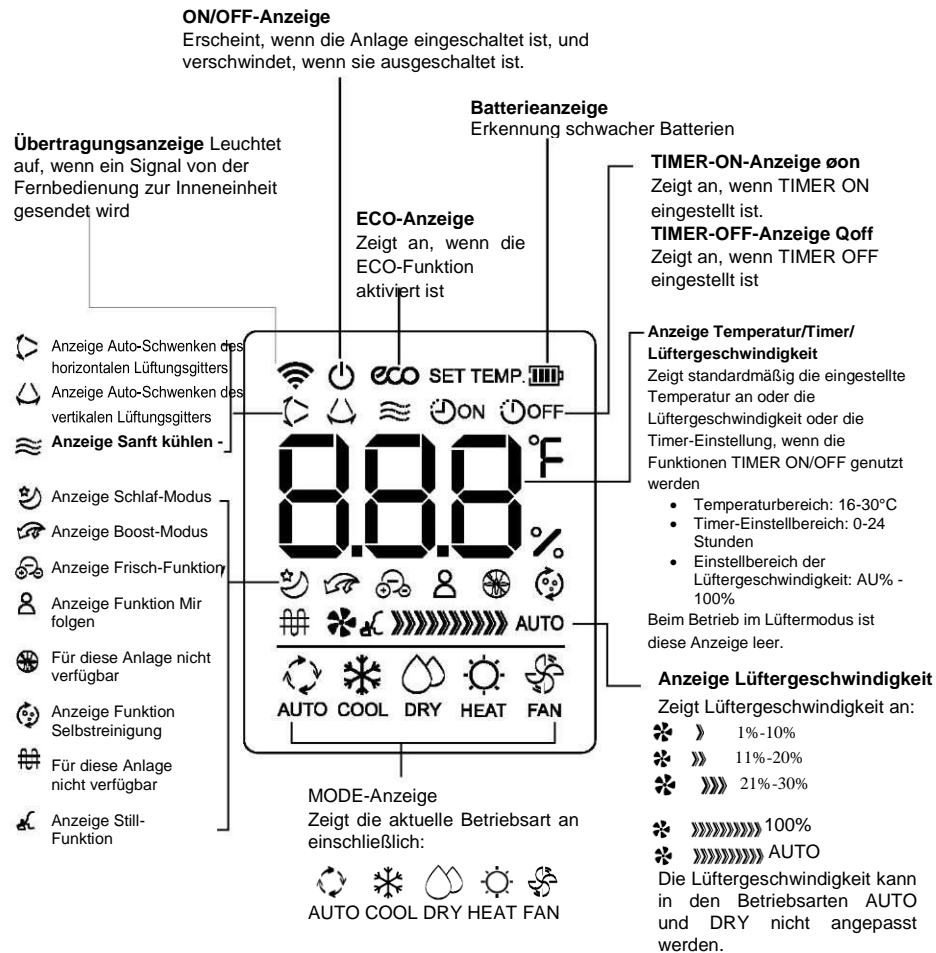 ON/OFF-Anzeige
Erscheint, wenn die Anlage eingeschaltet ist, und
verschwindet, wenn sie ausgeschaltet ist.
Batterieanzeige
Erkennung schwacher Batterien
Übertragungsanzeige Leuchtet
auf, wenn ein Signal von der
Fernbedienung zur Inneneinheit
gesendet wird
ECO-Anzeige
Zeigt an, wenn die
ECO-Funktion
aktiviert ist
TIMER-ON-Anzeige øon
Zeigt an, wenn TIMER ON
eingestellt ist.
TIMER-OFF-Anzeige Qoff
Zeigt an, wenn TIMER OFF
eingestellt ist
Anzeige Auto-Schwenken des
horizontalen Lüftungsgitters
Anzeige Auto-Schwenken des
vertikalen Lüftungsgitters
Anzeige Sanft kühlen -
Anzeige Schlaf-Modus
Anzeige Boost-Modus
Anzeige Frisch-Funktion
Anzeige Funktion Mir
folgen
Für diese Anlage nicht
verfügbar
Anzeige Funktion
Selbstreinigung
Für diese Anlage
nicht verfügbar
Anzeige Still-
Funktion
eco SET TEMP.
ON OFF
8.8.8 °F
%
AUTO
AUTO COOL DRY HEAT FAN
MODE-Anzeige
Zeigt die aktuelle Betriebsart an
einschließlich:
AUTO COOL DRY HEAT FAN
Anzeige Temperatur/Timer/
Lüftergeschwindigkeit
Zeigt standardmäßig die eingestellte
Temperatur an oder die
Lüftergeschwindigkeit oder die
Timer-Einstellung, wenn die
Funktionen TIMER ON/OFF genutzt
werden
• Temperaturbereich: 16-30°C
• Timer-Einstellbereich: 0-24
Stunden
• Einstellbereich der
Lüftergeschwindigkeit: AU% -
100%
Beim Betrieb im Lüftermodus ist
diese Anzeige leer.
Anzeige Lüftergeschwindigkeit
Zeigt Lüftergeschwindigkeit an:
1%-10%
11%-20%
21%-30%
100%
AUTO
Die Lüftergeschwindigkeit kann
in den Betriebsarten AUTO
und DRY nicht angepasst
werden.